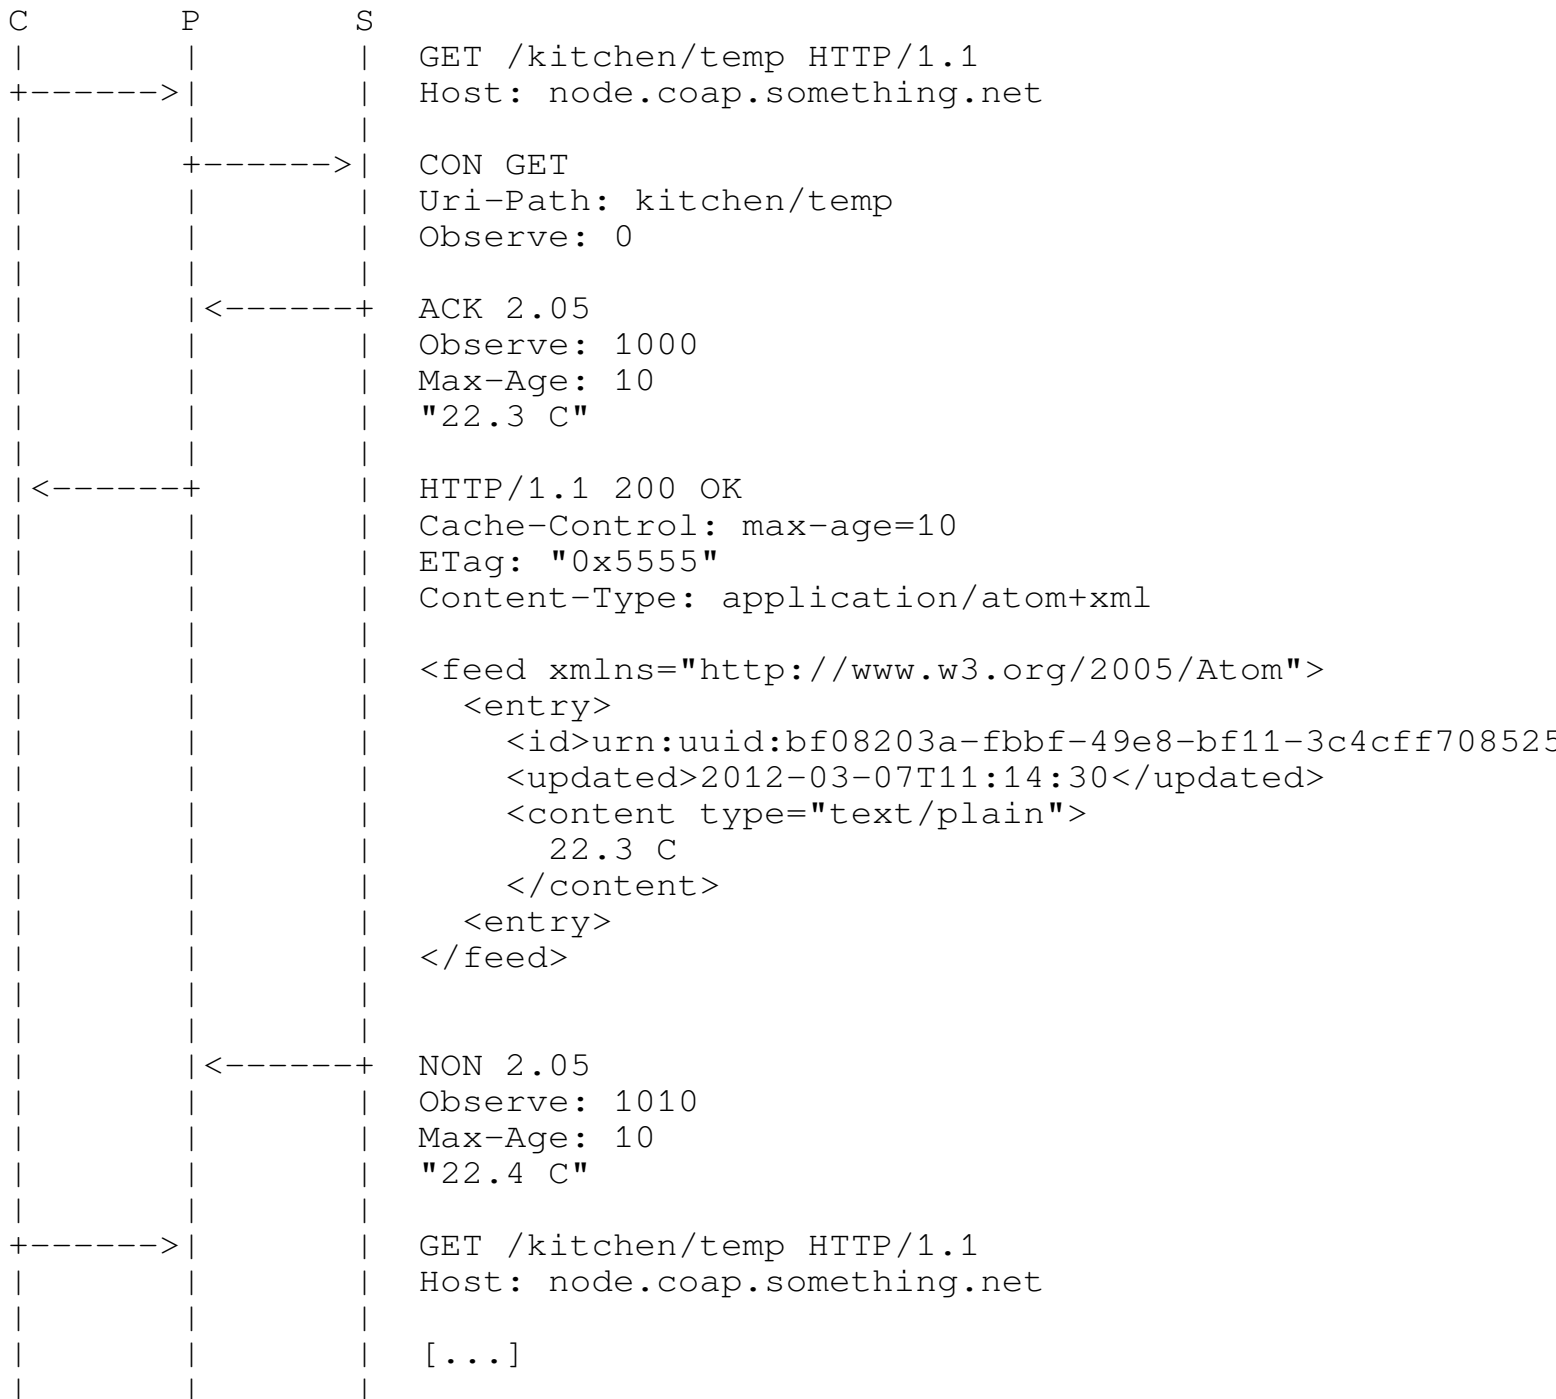 C P S
GET /kitchen/temp HTTP/1.1
Host: node.coap.something.net
CON GET
Uri-Path: kitchen/temp
Observe: 0
ACK 2.05
Observe: 1000
Max-Age: 10
"22.3 C"
HTTP/1.1 200 OK
Cache-Control: max-age=10
ETag: "0x5555"
Content-Type: application/atom+xml
<feed xmlns="http://www.w3.org/2005/Atom">
<entry>
<id>urn:uuid:bf08203a-fbbf-49e8-bf11-3c4cff708525
<updated>2012-03-07T11:14:30</updated>
<content type="text/plain">
22.3 C
</content>
<entry>
</feed>
NON 2.05
Observe: 1010
Max-Age: 10
"22.4 C"
GET /kitchen/temp HTTP/1.1
Host: node.coap.something.net
[...]